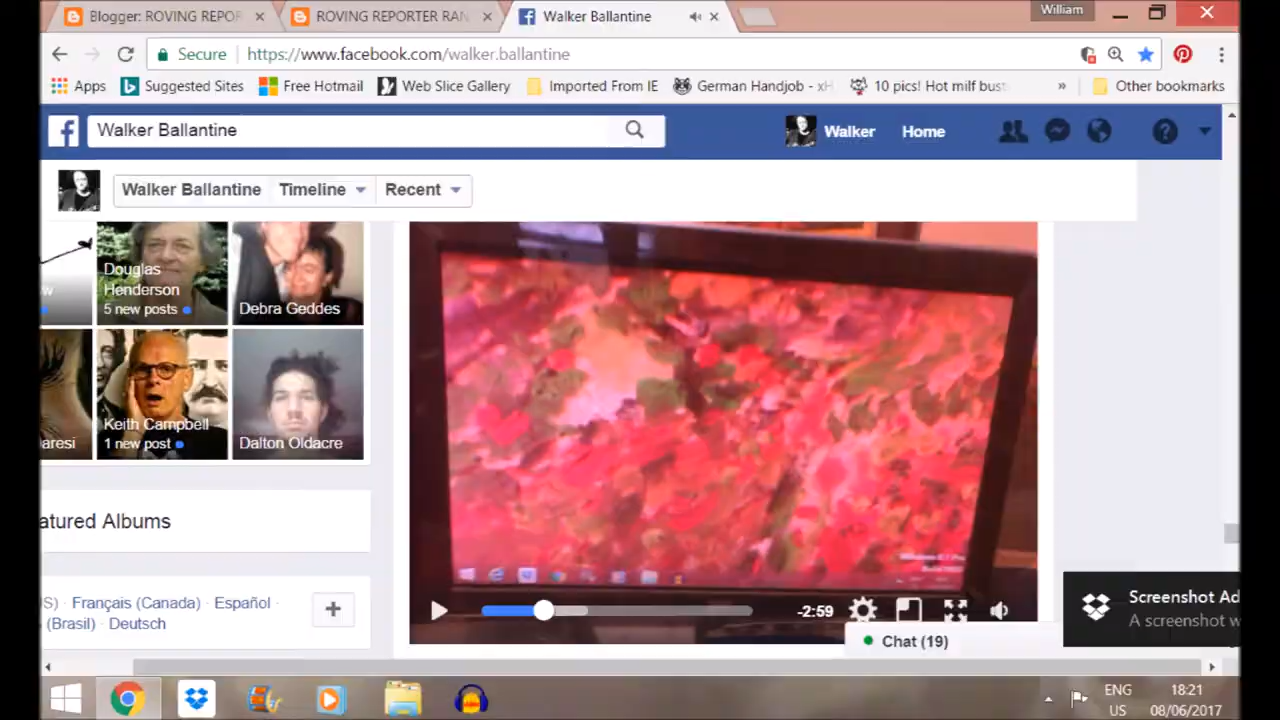 Blogger: ROVING REPOR
ROVING REPORTER RAN
Walker Ballantine
William
Secure
https://www.facebook.com/walker.ballantine
Apps
Suggested Sites
Free Hotmail
Web Slice Gallery
Imported From IE
German Handjob - xH
10 pics! Hot milf bust
»
Other bookmarks
Walker Ballantine
Walker
Home
Walker Ballantine
Timeline
Recent
w
Douglas
Henderson
5 new posts
Debra Geddes
aresi
Keith Campbell
1 new post
Dalton Oldacre
atured Albums
S) · Français (Canada) · Español ·
(Brasil) · Deutsch
+
-2:59
Chat (19)
Screenshot Ad
A screenshot w
ENG
US
18:21
08/06/2017